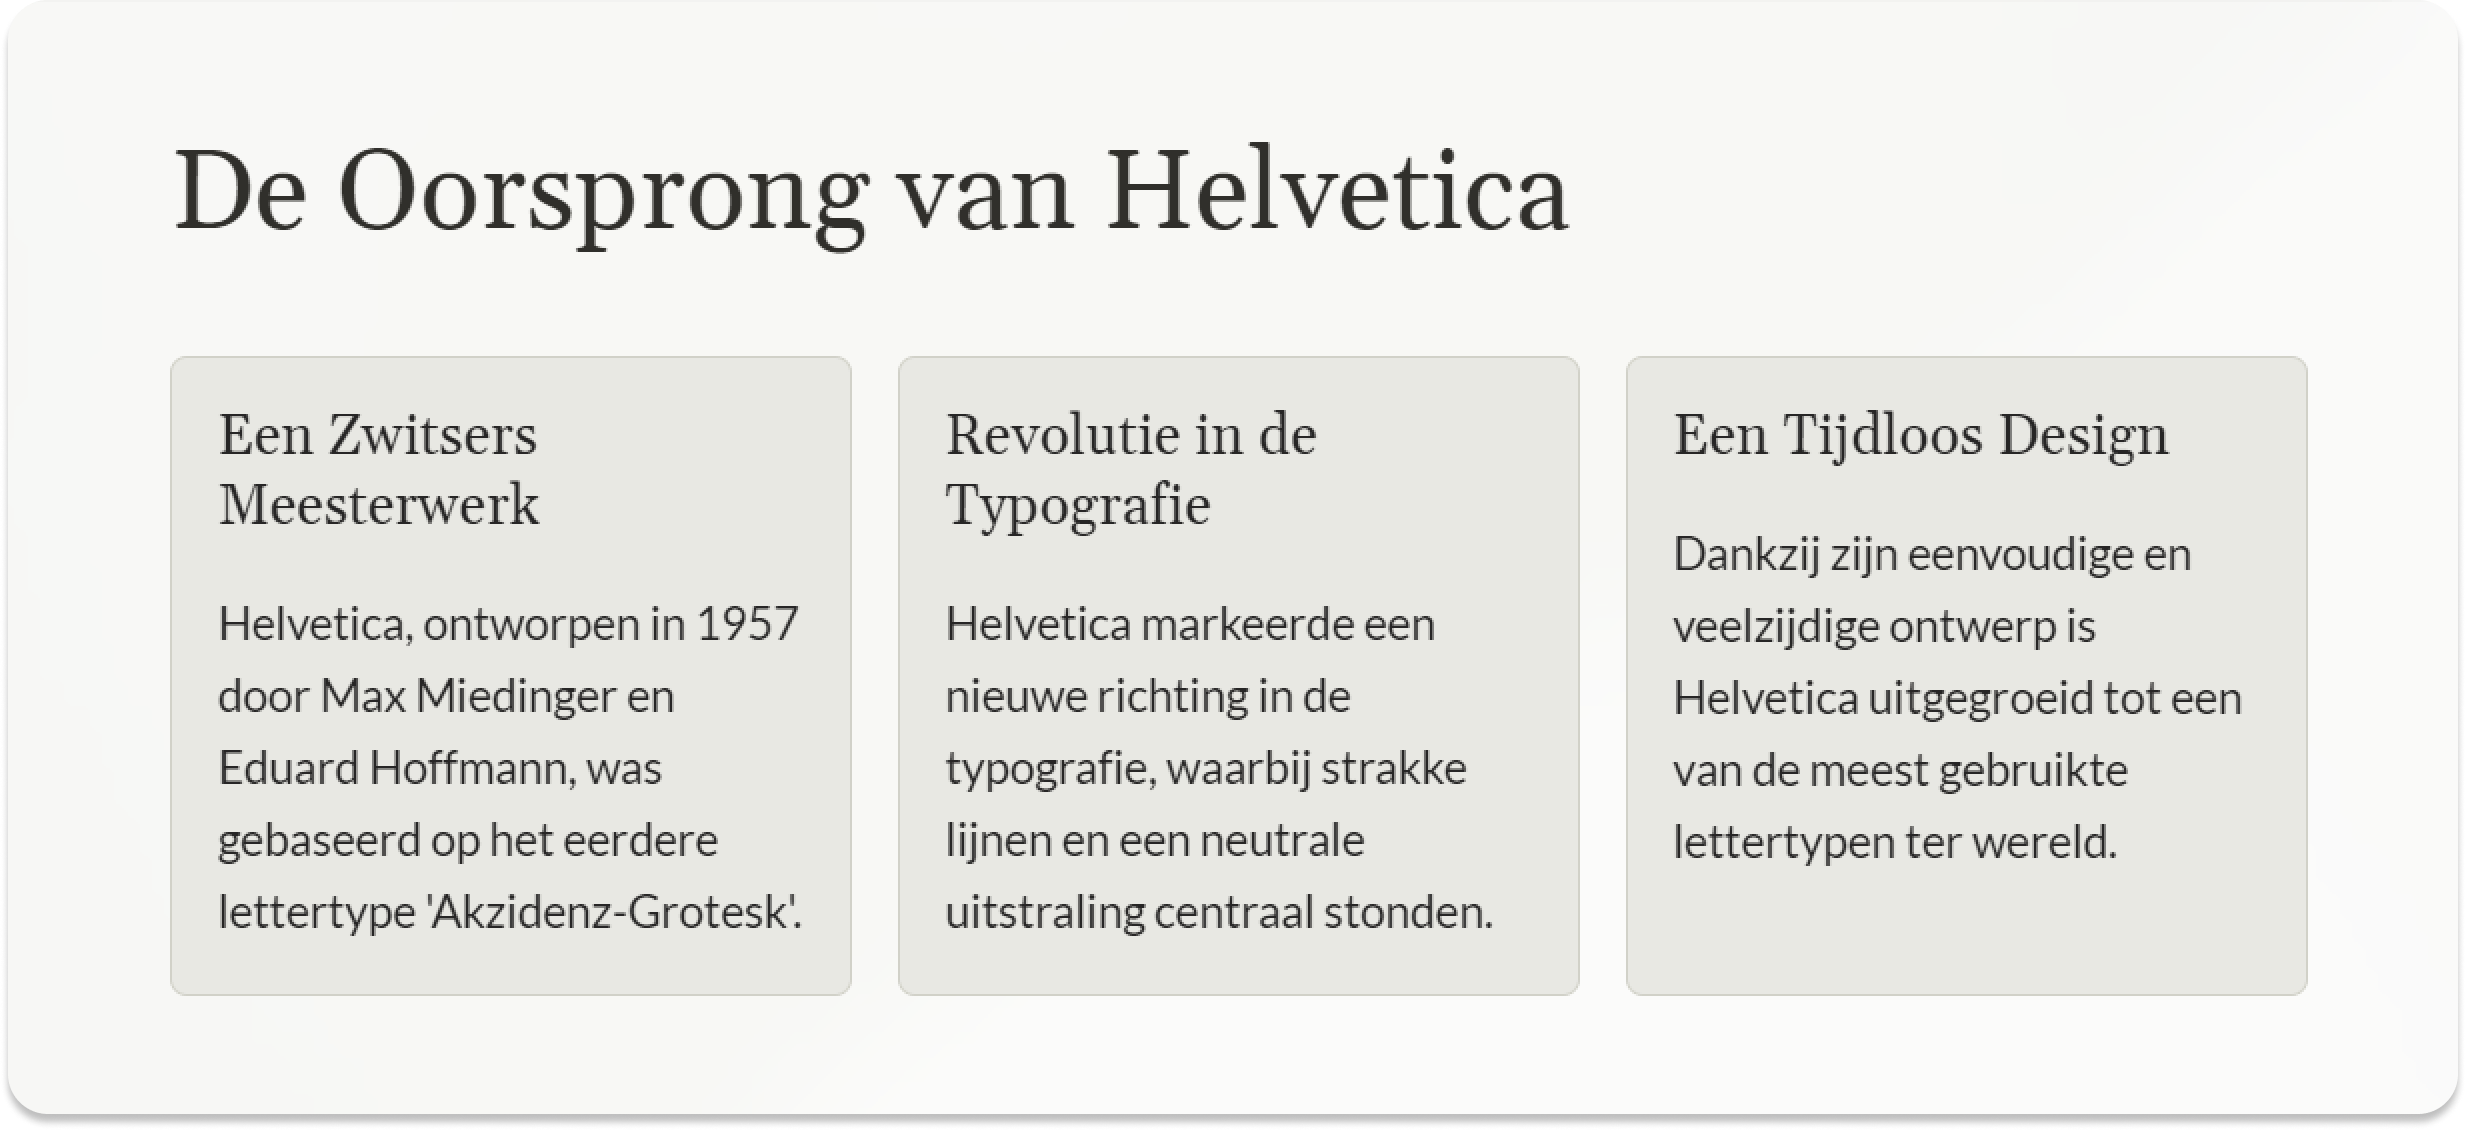 De Oorsprong van Helvetica
Een Zwitsers
Meesterwerk
Helvetica, ontworpen in 1957
door Max Miedinger en
Eduard Hoffmann, was
gebaseerd op het eerdere
lettertype 'Akzidenz-Grotesk'.
Revolutie in de
Typografie
Helvetica markeerde een
nieuwe richting in de
typografie, waarbij strakke
lijnen en een neutrale
uitstraling centraal stonden.
Een Tijdloos Design
Dankzij zijn eenvoudige en
veelzijdige ontwerp is
Helvetica uitgegroeid tot een
van de meest gebruikte
lettertypen ter wereld.